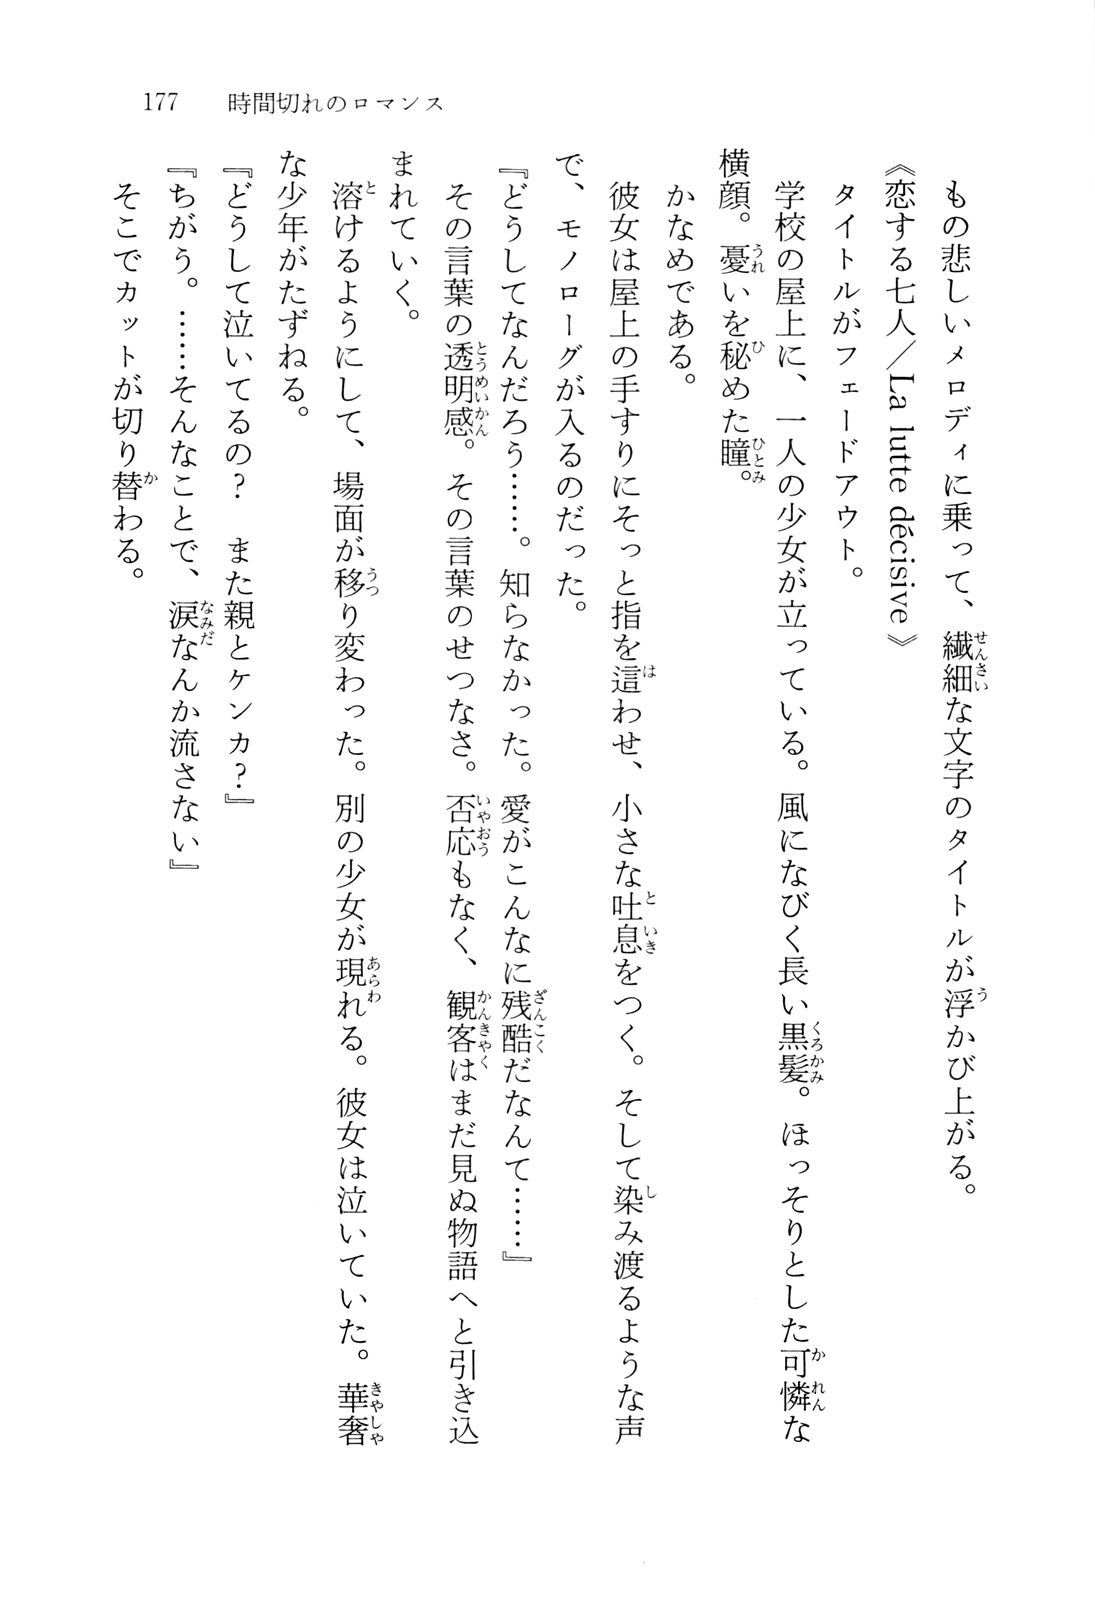 177　時間切れのロマンス
もの悲しいメロディに乗って、繊細な文字のタイトルが浮かび上がる。
《恋する七人／La lutte décisive》
タイトルがフェードアウト。
学校の屋上に、一人の少女が立っている。風になびく長い黒髪。ほっそりとした可憐な
横顔。憂いを秘めた瞳。
かなめである。
彼女は屋上の手すりにそっと指を這わせ、小さな吐息をつく。そして染み渡るような声
で、モノローグが入るのだった。
『どうしてなんだろう……。知らなかった。愛がこんなに残酷だなんて……』
その言葉の透明感。その言葉のせつなさ。否応もなく、観客はまだ見ぬ物語へと引き込
まれていく。
溶けるようにして、場面が移り変わった。別の少女が現れる。彼女は泣いていた。華奢
な少年がたずねる。
『どうして泣いてるの？　また親とケンカ？』
『ちがう。……そんなことで、涙なんか流さない』
そこでカットが切り替わる。